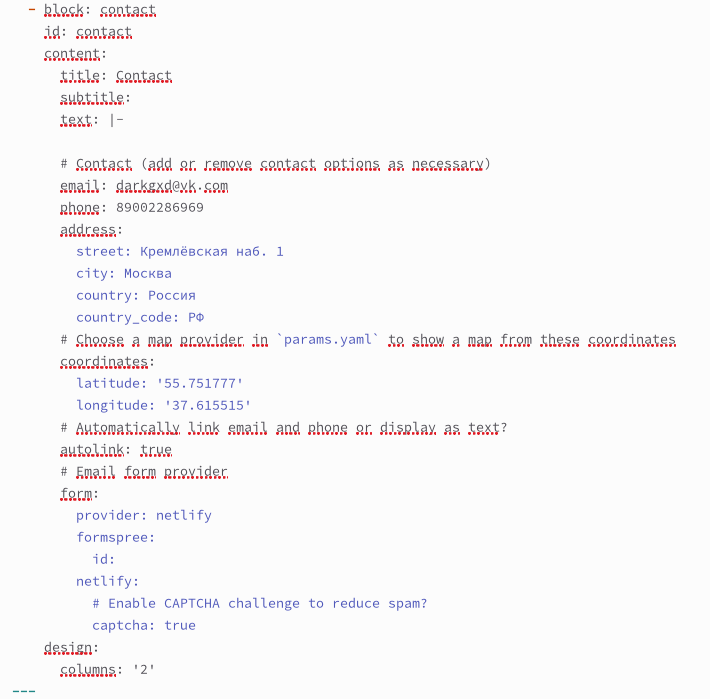 - block: contact
id: contact
content:
title: Contact
subtitle:
text: |-
# Contact (add or remove contact options as necessary)
email: darkgxd@vk.com
phone: 89002286969
address:
street: Кремлёвская наб. 1
city: Москва
country: Россия
country_code: РФ
# Choose a map provider in `params.yaml` to show a map from these coordinates
coordinates:
latitude: '55.751777'
longitude: '37.615515'
# Automatically link email and phone or display as text?
autolink: true
# Email form provider
form:
provider: netlify
formspree:
id:
netlify:
# Enable CAPTCHA challenge to reduce spam?
captcha: true
design:
columns: '2'
---